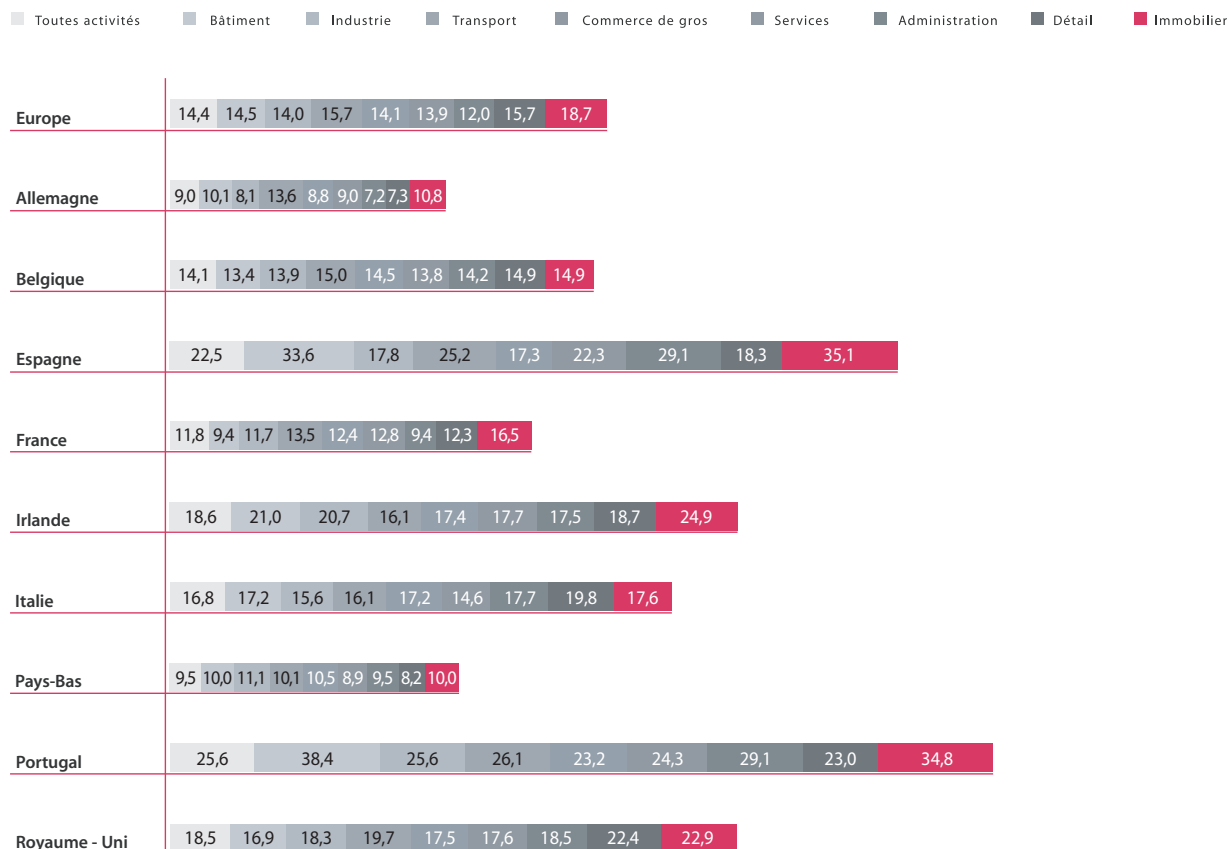 Toutes activités Bâtiment Industrie Transport Commerce de gros Services Administration Détail Immobilier
Europe 14,4 14,5 14,0 15,7 14,1 13,9 12,0 15,7 18,7
Allemagne 9,0 10,1 8,1 13,6 8,8 9,0 7,2 7,3 10,8
Belgique 14,1 13,4 13,9 15,0 14,5 13,8 14,2 14,9 14,9
Espagne 22,5 33,6 17,8 25,2 17,3 22,3 29,1 18,3 35,1
France 11,8 9,4 11,7 13,5 12,4 12,8 9,4 12,3 16,5
Irlande 18,6 21,0 20,7 16,1 17,4 17,7 17,5 18,7 24,9
Italie 16,8 17,2 15,6 16,1 17,2 14,6 17,7 19,8 17,6
Pays-Bas 9,5 10,0 11,1 10,1 10,5 8,9 9,5 8,2 10,0
Portugal 25,6 38,4 25,6 26,1 23,2 24,3 29,1 23,0 34,8
Royaume - Uni 18,5 16,9 18,3 19,7 17,5 17,6 18,5 22,4 22,9